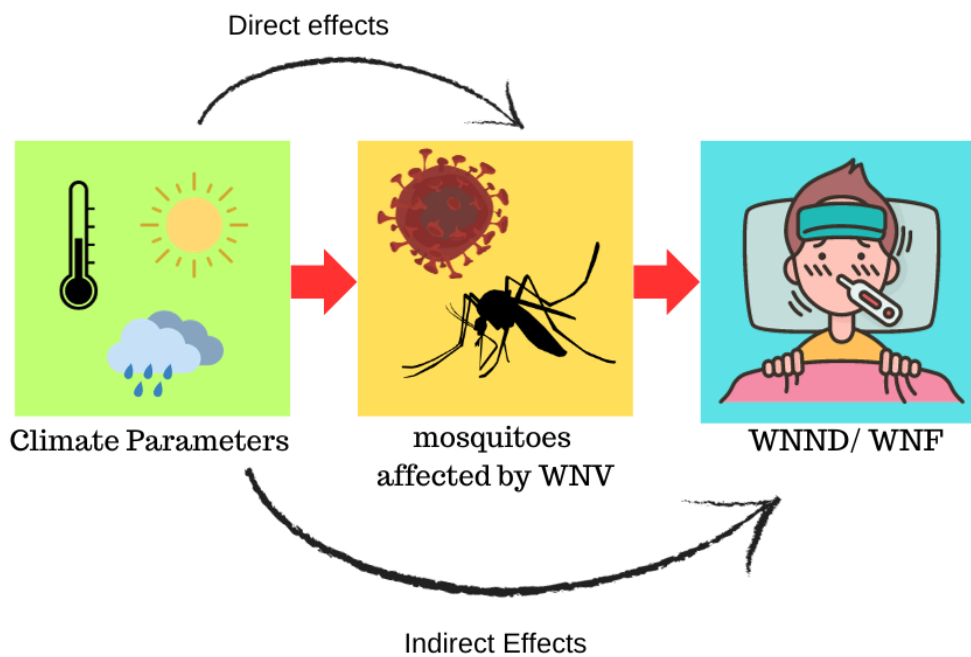 Direct effects
Climate Parameters
mosquitoes
affected by WNV
WNND/ WNF
Indirect Effects